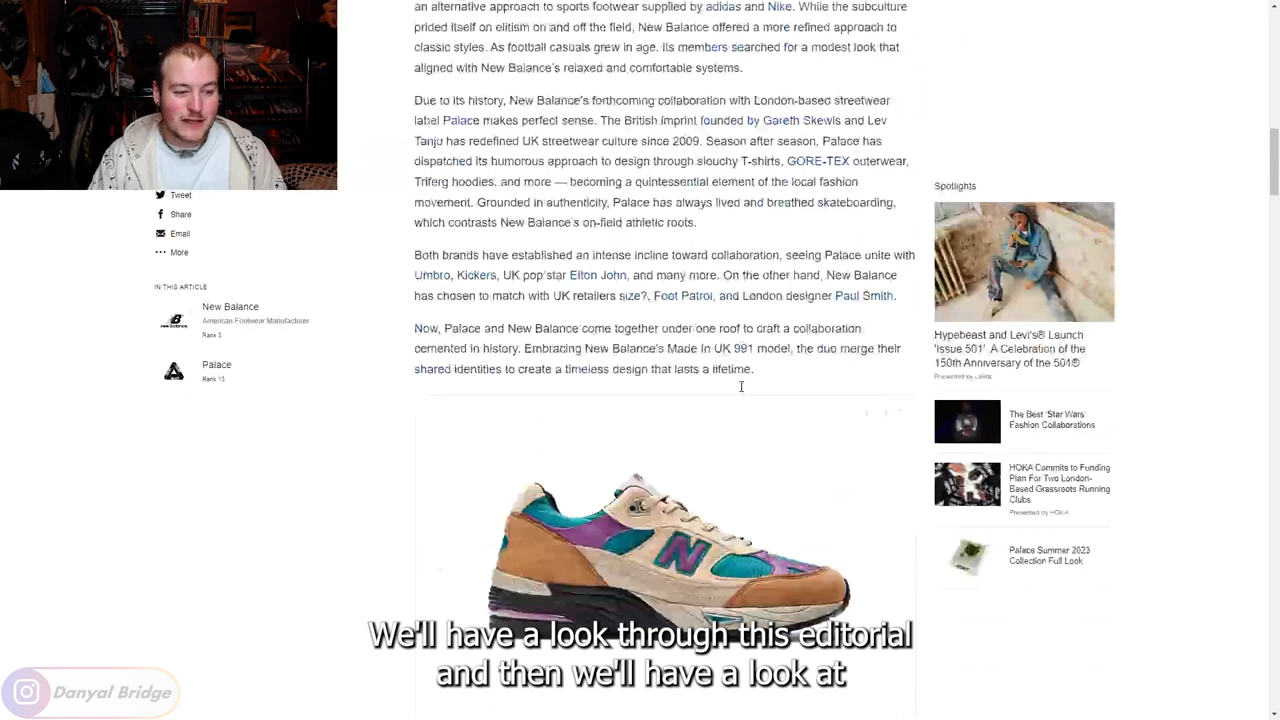 an alternative approach to sports footwear supplied by adidas and Nike. While the subculture
prided itself on elitism on and off the field, New Balance offered a more refined approach to
classic styles. As football casuals grew in age, its members searched for a modest look that
aligned with New Balance's relaxed and comfortable systems.
Due to its history, New Balance's forthcoming collaboration with London-based streetwear
label Palace makes perfect sense. The British imprint founded by Gareth Skewis and Lev
Tanju has redefined UK streetwear culture since 2009. Season after season, Palace has
dispatched its humorous approach to design through slouchy T-shirts, GORE-TEX outerwear,
Triferg hoodies, and more — becoming a quintessential element of the local fashion
movement. Grounded in authenticity, Palace has always lived and breathed skateboarding,
which contrasts New Balance's on-field athletic roots.
Both brands have established an intense incline toward collaboration, seeing Palace unite with
Umbro, Kickers, UK pop star Elton John, and many more. On the other hand, New Balance
has chosen to match with UK retailers size?, Foot Patrol, and London designer Paul Smith.
Now, Palace and New Balance come together under one roof to craft a collaboration
cemented in history. Embracing New Balance's Made in UK 991 model, the duo merge their
shared identities to create a timeless design that lasts a lifetime.
Tweet
Share
Email
More
IN THIS ARTICLE
new balance
New Balance
American Footwear Manufacturer
Rank 3
Palace
Rank 13
Spotlights
Hypebeast and Levi's® Launch
'Issue 501': A Celebration of the
150th Anniversary of the 501®
Presented by Levi's
The Best 'Star Wars'
Fashion Collaborations
HOKA Commits to Funding
Plan For Two London-
Based Grassroots Running
Clubs
Presented by HOKA
Palace Summer 2023
Collection Full Look
N
We'll have a look through this editorial
and then we'll have a look at
Danyal Bridge